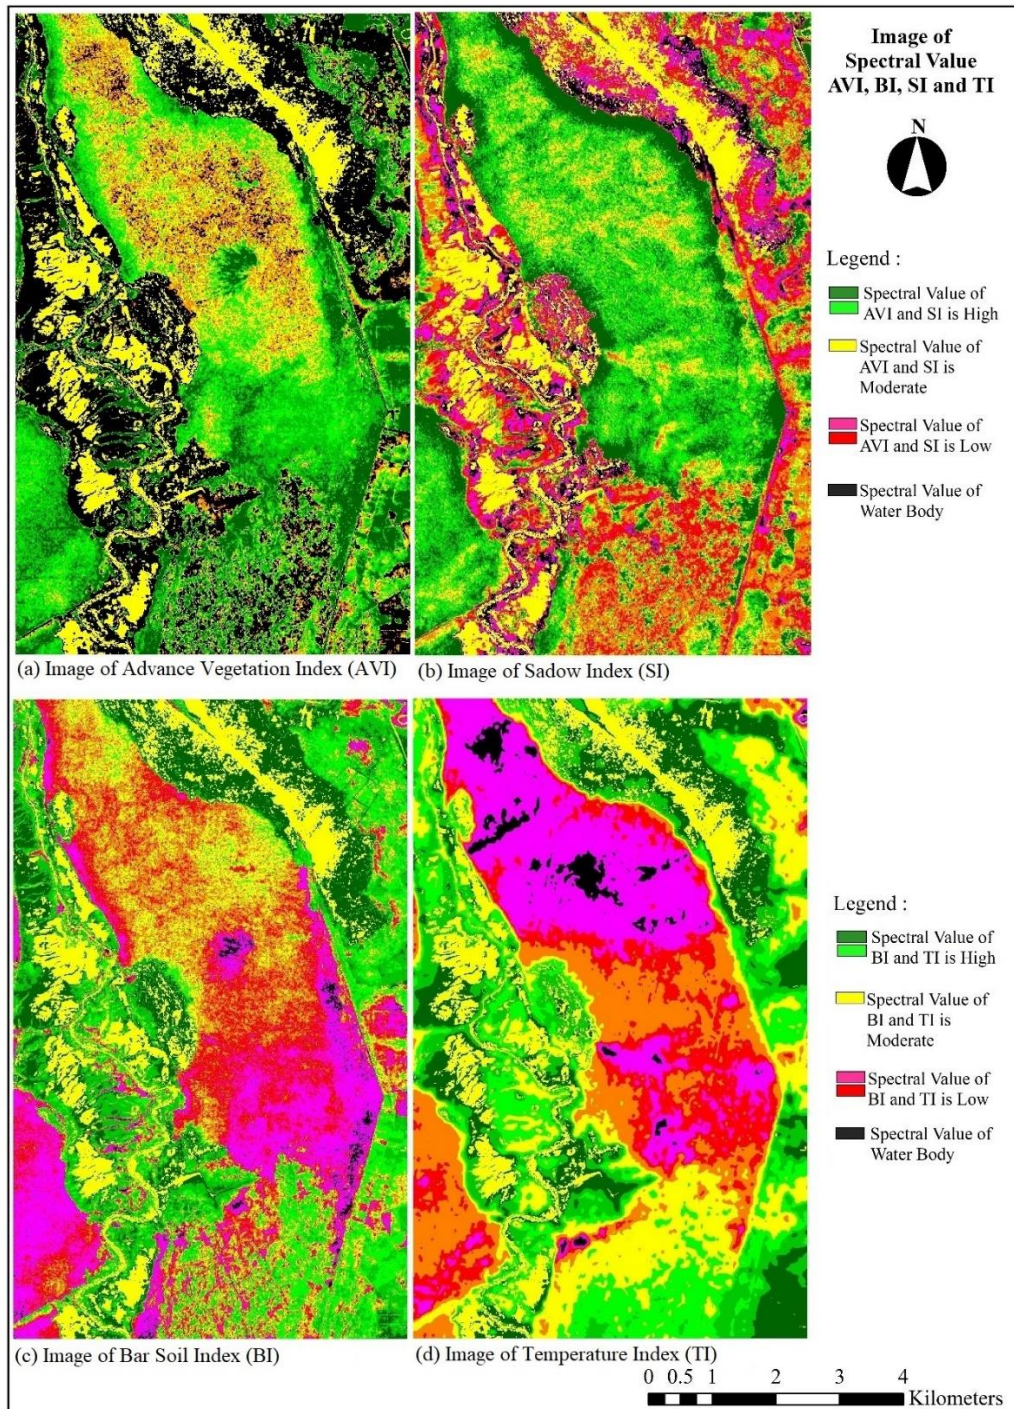 Image of
Spectral Value
AVI, BI, SI and TI
N
Legend :
Spectral Value of
AVI and SI is High
Spectral Value of
AVI and SI is
Moderate
Spectral Value of
AVI and SI is Low
Spectral Value of
Water Body
(a) Image of Advance Vegetation Index (AVI)
(b) Image of Sadow Index (SI)
Legend :
Spectral Value of
BI and TI is High
Spectral Value of
BI and TI is
Moderate
Spectral Value of
BI and TI is Low
Spectral Value of
Water Body
(c) Image of Bar Soil Index (BI)
(d) Image of Temperature Index (TI)
0 0.5 1 2 3 4
Kilometers